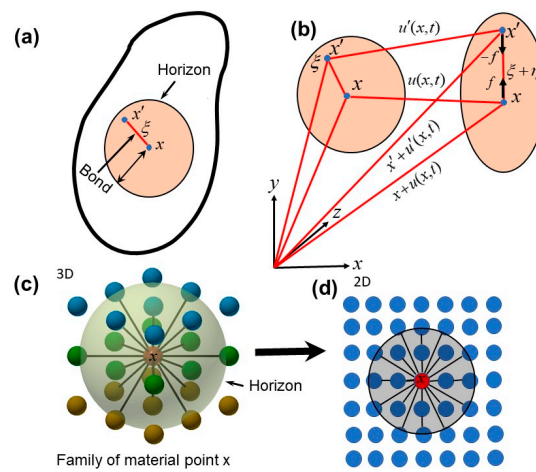 (a)
Horizon
x′
ξ
x
Bond
(b)
u′(x,t)
x′
ξ
x
u(x,t)
x′
−f
f
ξ+η
x
x′+u′(x,t)
x+u(x,t)
y
z
x
2D
(c)
3D
x
Horizon
Family of material point x
(d)
x